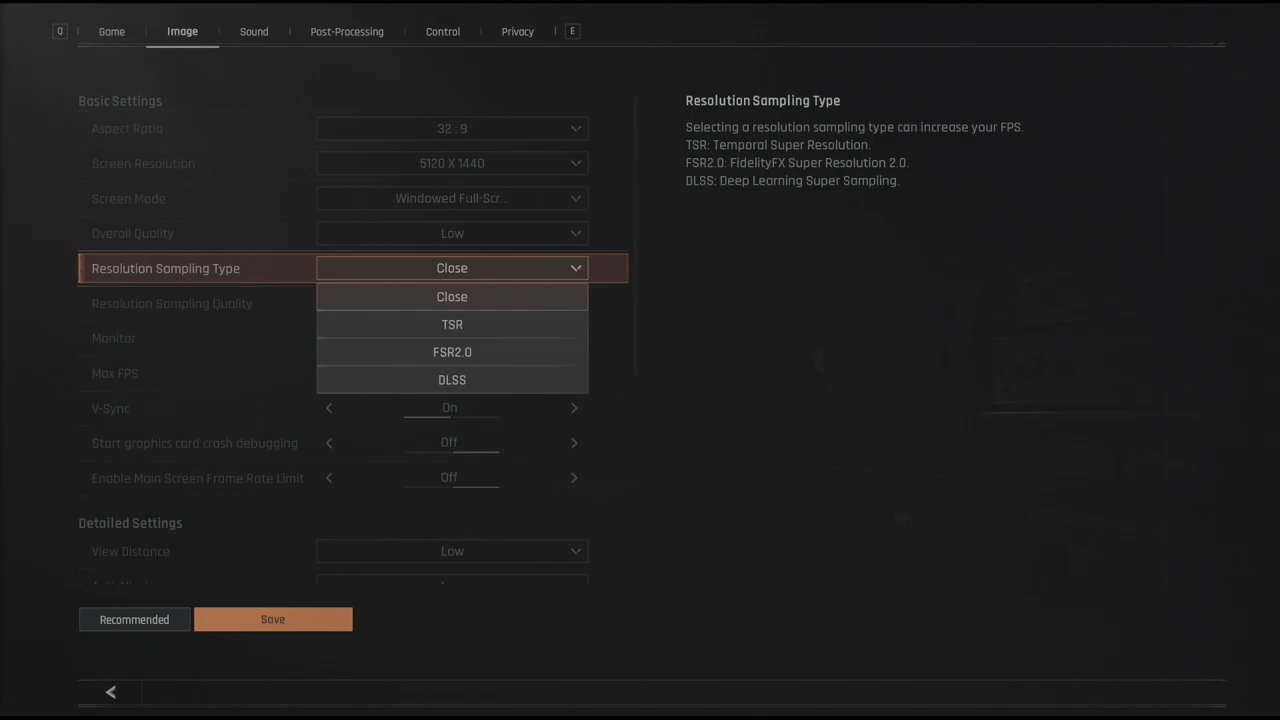 Q Game Image Sound Post-Processing Control Privacy E
Basic Settings
Aspect Ratio 32 : 9
Screen Resolution 5120 X 1440
Screen Mode Windowed Full-Scr...
Overall Quality Low
Resolution Sampling Type Close
Close
Resolution Sampling Quality
TSR
Monitor
FSR2.0
Max FPS
DLSS
V-Sync On
Start graphics card crash debugging Off
Enable Main Screen Frame Rate Limit Off
Detailed Settings
View Distance Low
Recommended Save
Resolution Sampling Type
Selecting a resolution sampling type can increase your FPS.
TSR: Temporal Super Resolution.
FSR2.0: FidelityFX Super Resolution 2.0.
DLSS: Deep Learning Super Sampling.